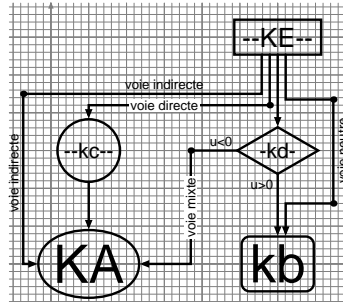 --KE--
voie indirecte
voie directe
--kc--
u<0
-kd-
voie neutre
voie indirecte
voie mixte
u>0
KA
kb